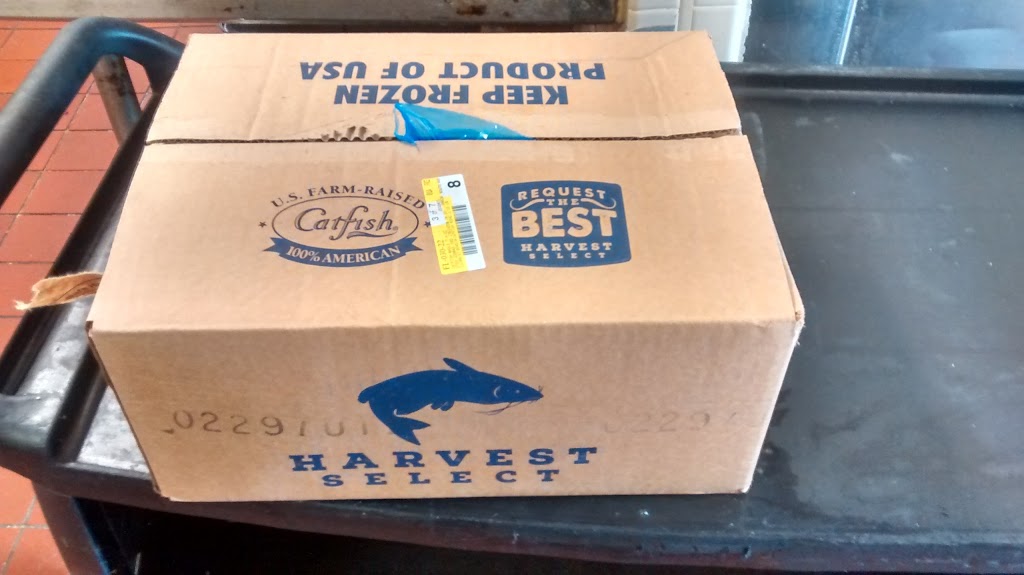 KEEP FROZEN
PRODUCT OF USA
U.S. FARM-RAISED
Catfish
100% AMERICAN
8
REQUEST
THE
BEST
HARVEST
SELECT
HARVEST
SELECT